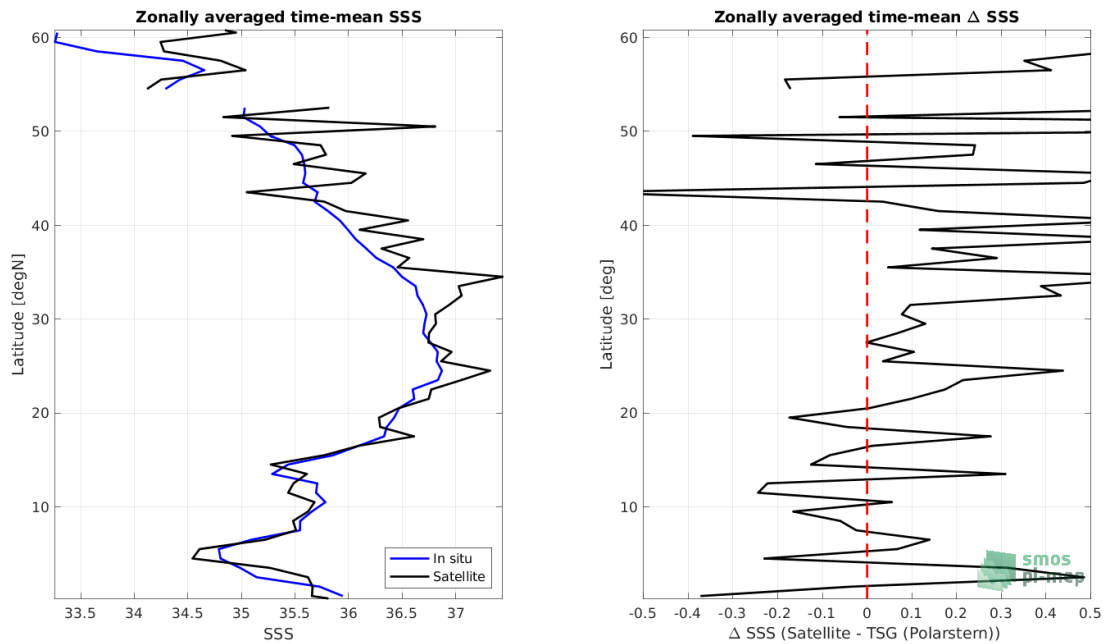 Zonally averaged time-mean SSS
60
50
40
30
20
10
Latitude [degN]
33.5 34 34.5 35 35.5 36 36.5 37
SSS
In situ
Satellite
Zonally averaged time-mean Δ SSS
60
50
40
30
20
10
Latitude [deg]
-0.5 -0.4 -0.3 -0.2 -0.1 0 0.1 0.2 0.3 0.4 0.5
Δ SSS (Satellite - TSG (Polarstern))
smos
pi-mep